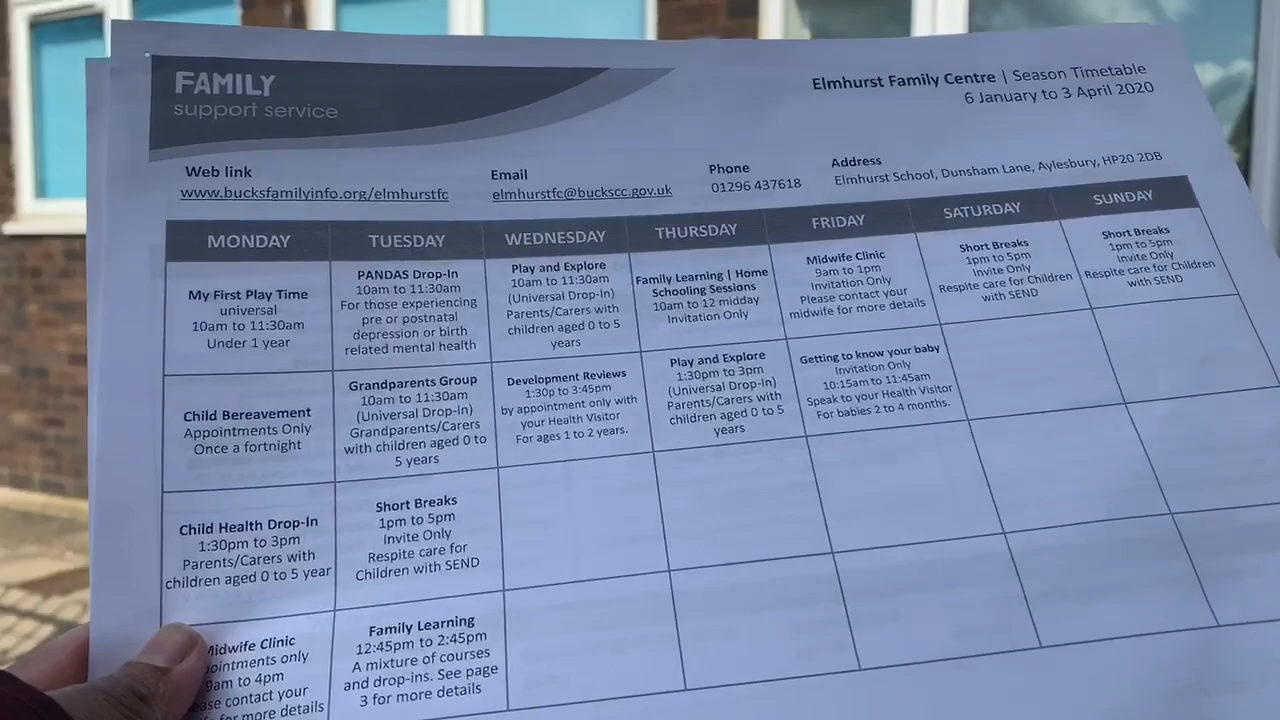 FAMILY
support service
Elmhurst Family Centre | Season Timetable
6 January to 3 April 2020
Web link
www.bucksfamilyinfo.org/elmhurstfc
Email
elmhurstfc@buckscc.gov.uk
Phone
01296 437618
Address
Elmhurst School, Dunsham Lane, Aylesbury, HP20 2DB
MONDAY
TUESDAY
WEDNESDAY
THURSDAY
FRIDAY
SATURDAY
SUNDAY
My First Play Time
universal
10am to 11:30am
Under 1 year
PANDAS Drop-In
10am to 11:30am
For those experiencing
pre or postnatal
depression or birth
related mental health
Play and Explore
10am to 11:30am
(Universal Drop-In)
Parents/Carers with
children aged 0 to 5
years
Family Learning | Home
Schooling Sessions
10am to 12 midday
Invitation Only
Midwife Clinic
9am to 1pm
Invitation Only
Please contact your
midwife for more details
Short Breaks
1pm to 5pm
Invite Only
Respite care for Children
with SEND
Short Breaks
1pm to 5pm
Invite Only
Respite care for Children
with SEND
Child Bereavement
Appointments Only
Once a fortnight
Grandparents Group
10am to 11:30am
(Universal Drop-In)
Grandparents/Carers
with children aged 0 to
5 years
Development Reviews
1:30p to 3:45pm
by appointment only with
your Health Visitor
For ages 1 to 2 years.
Play and Explore
1:30pm to 3pm
(Universal Drop-In)
Parents/Carers with
children aged 0 to 5
years
Getting to know your baby
Invitation Only
10:15am to 11:45am
Speak to your Health Visitor
For babies 2 to 4 months.
Child Health Drop-In
1:30pm to 3pm
Parents/Carers with
children aged 0 to 5 year
Short Breaks
1pm to 5pm
Invite Only
Respite care for
Children with SEND
Midwife Clinic
only
9am to 4pm
contact your
for more details
Family Learning
12:45pm to 2:45pm
A mixture of courses
and drop-ins. See page
3 for more details